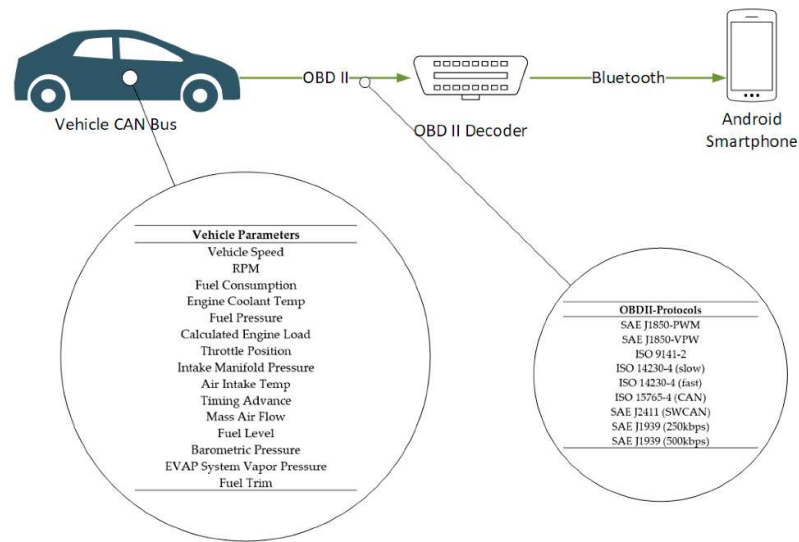 OBD II
Bluetooth
Vehicle CAN Bus
OBD II Decoder
Android
Smartphone
Vehicle Parameters
Vehicle Speed
RPM
Fuel Consumption
Engine Coolant Temp
Fuel Pressure
Calculated Engine Load
Throttle Position
Intake Manifold Pressure
Air Intake Temp
Timing Advance
Mass Air Flow
Fuel Level
Barometric Pressure
EVAP System Vapor Pressure
Fuel Trim
OBDII-Protocols
SAE J1850-PWM
SAE J1850-VPW
ISO 9141-2
ISO 14230-4 (slow)
ISO 14230-4 (fast)
ISO 15765-4 (CAN)
SAE J2411 (SWCAN)
SAE J1939 (250kbps)
SAE J1939 (500kbps)